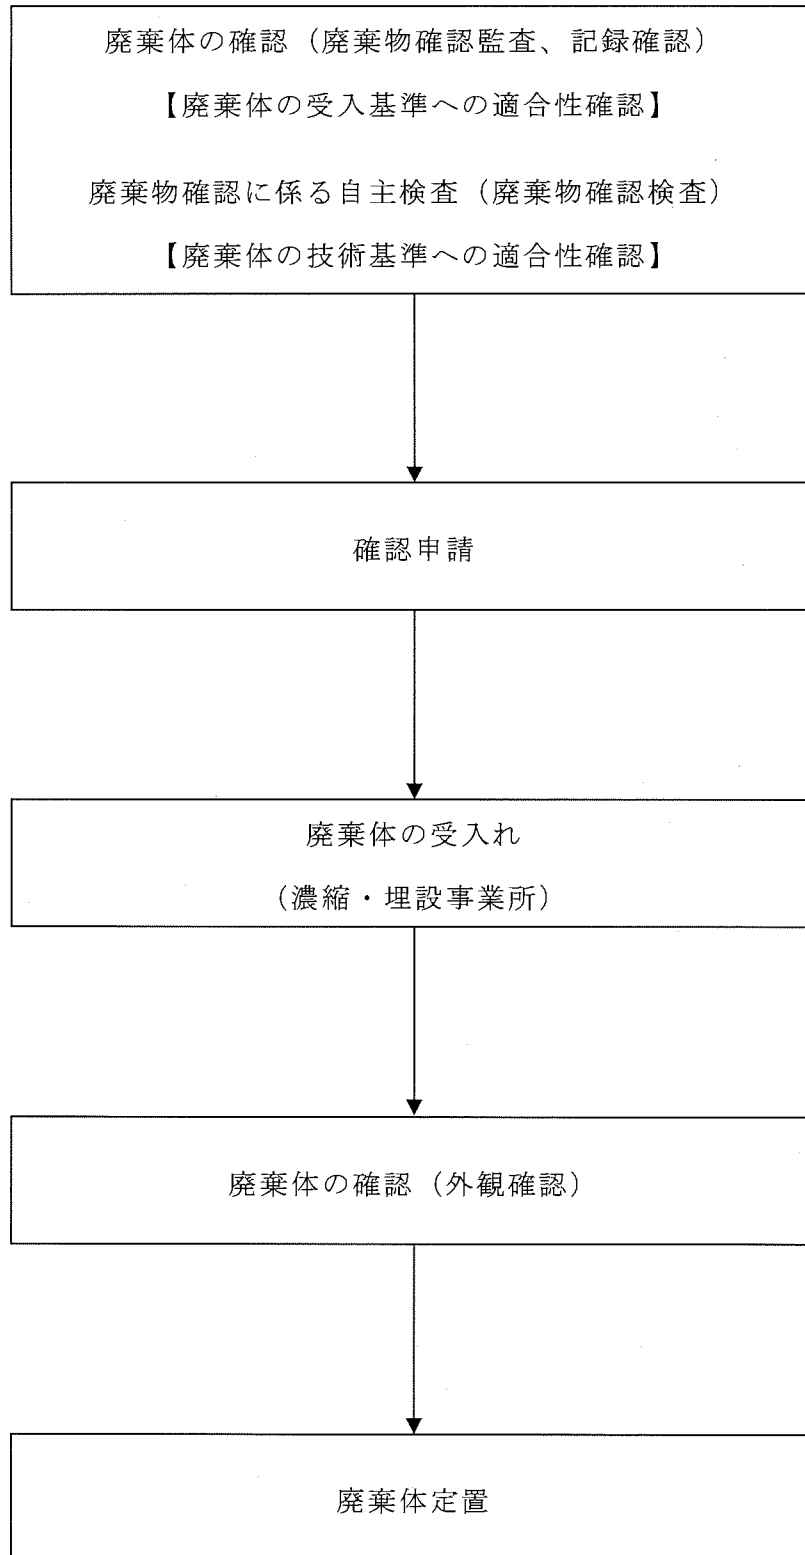 廃棄体の確認（廃棄物確認監査、記録確認）
【廃棄体の受入基準への適合性確認】
廃棄物確認に係る自主検査（廃棄物確認検査）
【廃棄体の技術基準への適合性確認】
確認申請
廃棄体の受入れ
（濃縮・埋設事業所）
廃棄体の確認（外観確認）
廃棄体定置